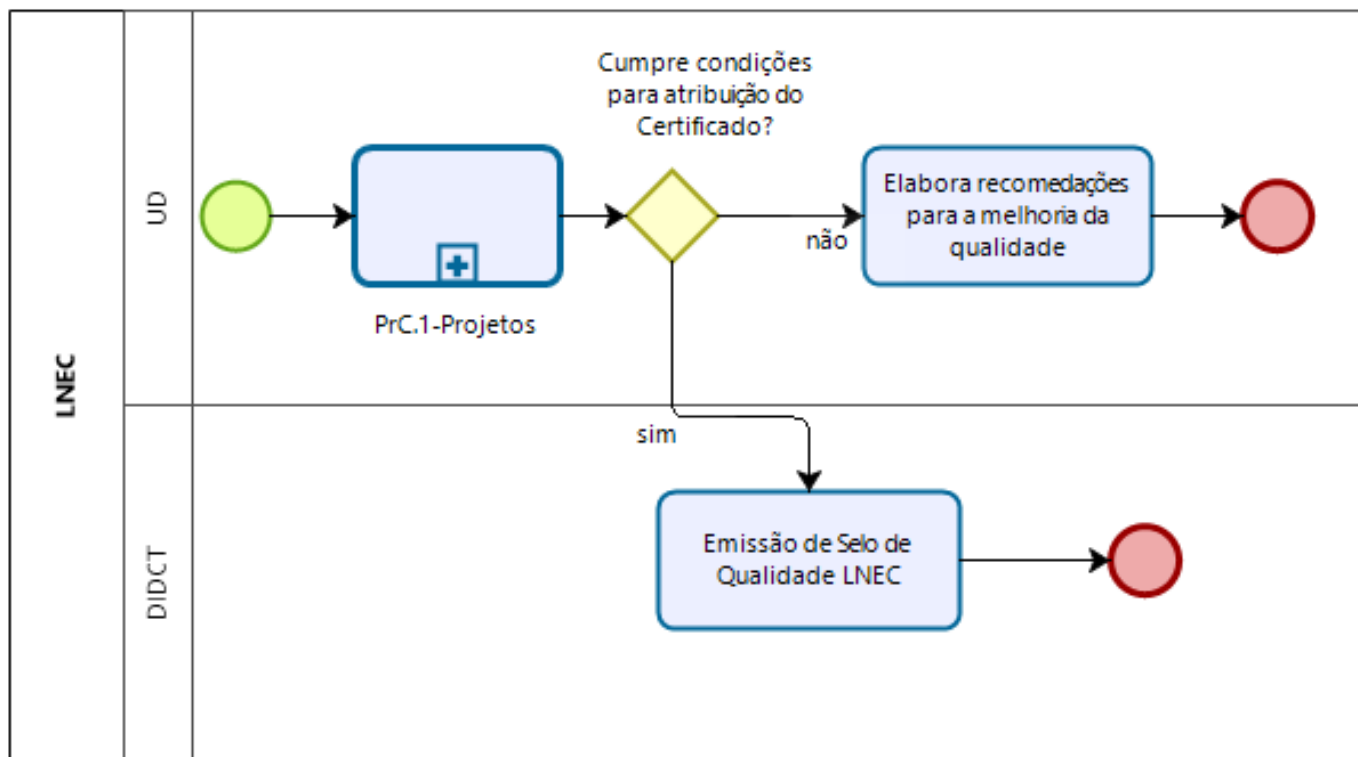 LNEC
UD
Cumpre condições
para atribuição do
Certificado?
PrC.1-Projetos
não
Elabora recomedações
para a melhoria da
qualidade
DIDCT
sim
Emissão de Selo de
Qualidade LNEC